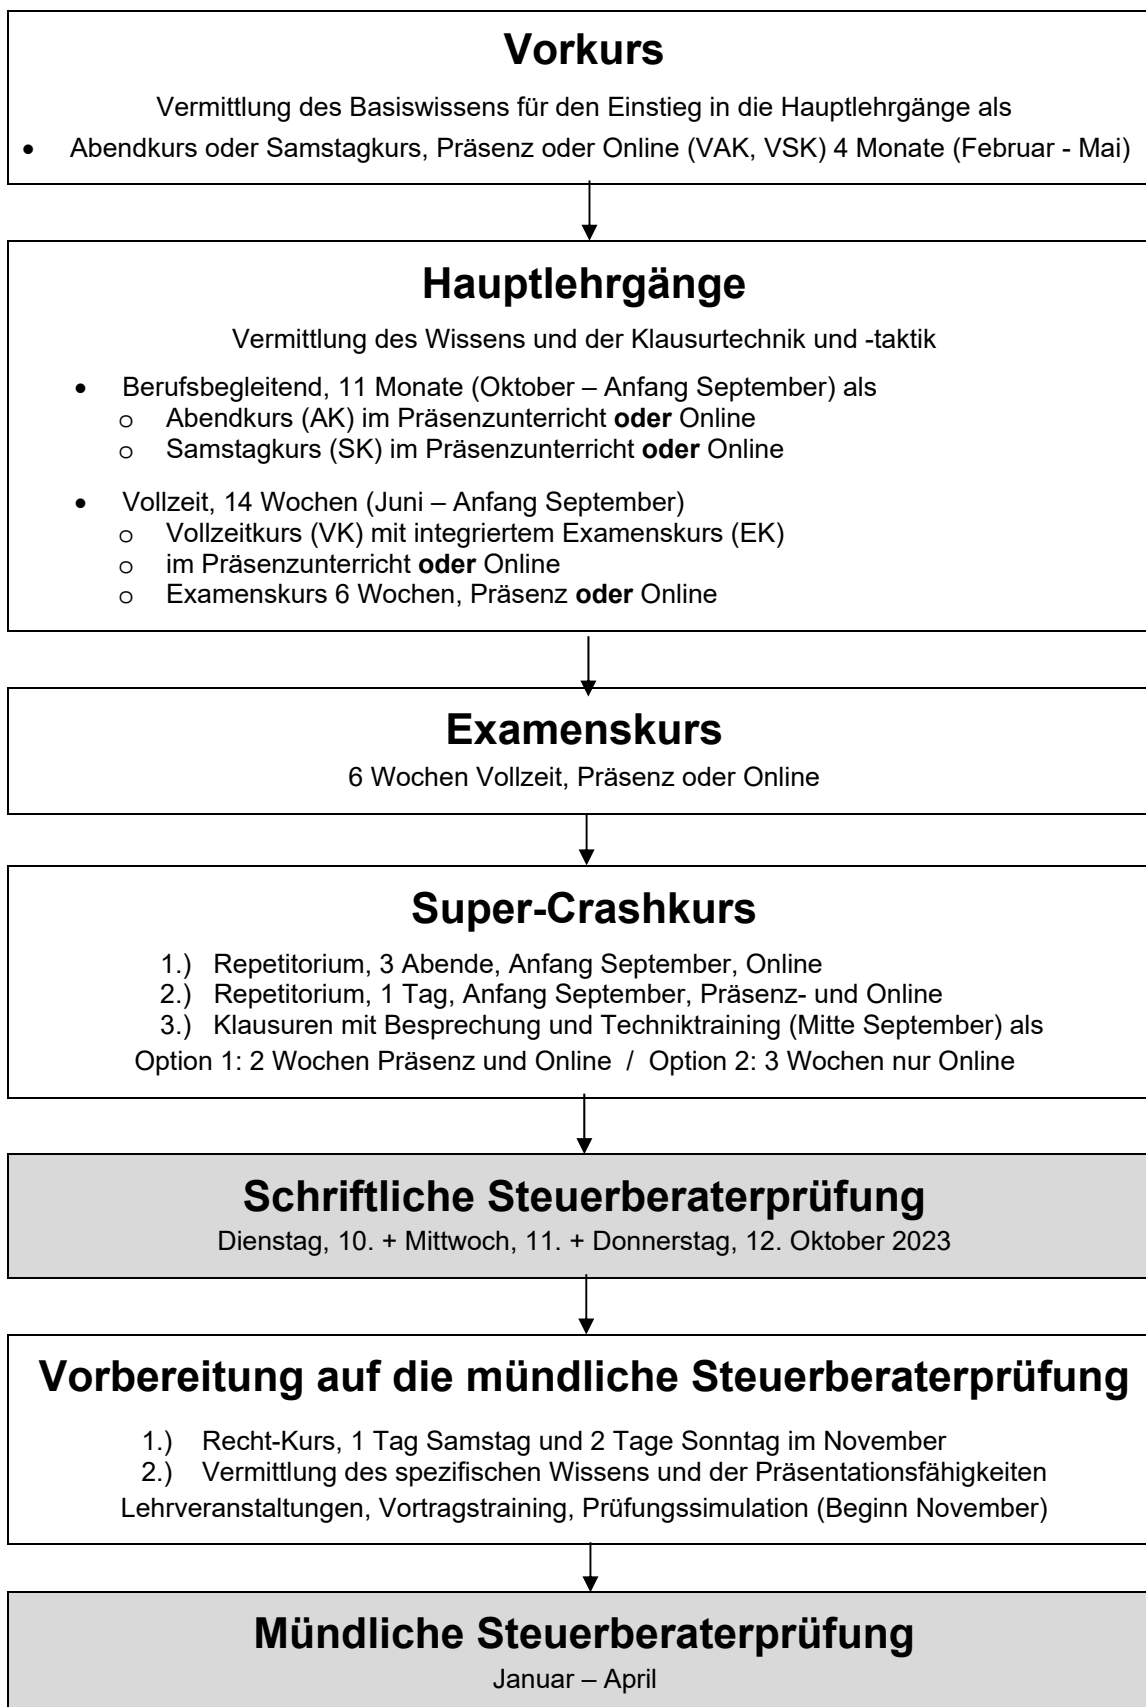 Vorkurs
Vermittlung des Basiswissens für den Einstieg in die Hauptlehrgänge als
• Abendkurs oder Samstagkurs, Präsenz oder Online (VAK, VSK) 4 Monate (Februar - Mai)
Hauptlehrgänge
Vermittlung des Wissens und der Klausurtechnik und -taktik
• Berufsbegleitend, 11 Monate (Oktober – Anfang September) als
o Abendkurs (AK) im Präsenzunterricht oder Online
o Samstagkurs (SK) im Präsenzunterricht oder Online
• Vollzeit, 14 Wochen (Juni – Anfang September)
o Vollzeitkurs (VK) mit integriertem Examenskurs (EK)
o im Präsenzunterricht oder Online
o Examenskurs 6 Wochen, Präsenz oder Online
Examenskurs
6 Wochen Vollzeit, Präsenz oder Online
Super-Crashkurs
1.) Repetitorium, 3 Abende, Anfang September, Online
2.) Repetitorium, 1 Tag, Anfang September, Präsenz- und Online
3.) Klausuren mit Besprechung und Techniktraining (Mitte September) als
Option 1: 2 Wochen Präsenz und Online / Option 2: 3 Wochen nur Online
Schriftliche Steuerberaterprüfung
Dienstag, 10. + Mittwoch, 11. + Donnerstag, 12. Oktober 2023
Vorbereitung auf die mündliche Steuerberaterprüfung
1.) Recht-Kurs, 1 Tag Samstag und 2 Tage Sonntag im November
2.) Vermittlung des spezifischen Wissens und der Präsentationsfähigkeiten
Lehrveranstaltungen, Vortragstraining, Prüfungssimulation (Beginn November)
Mündliche Steuerberaterprüfung
Januar – April